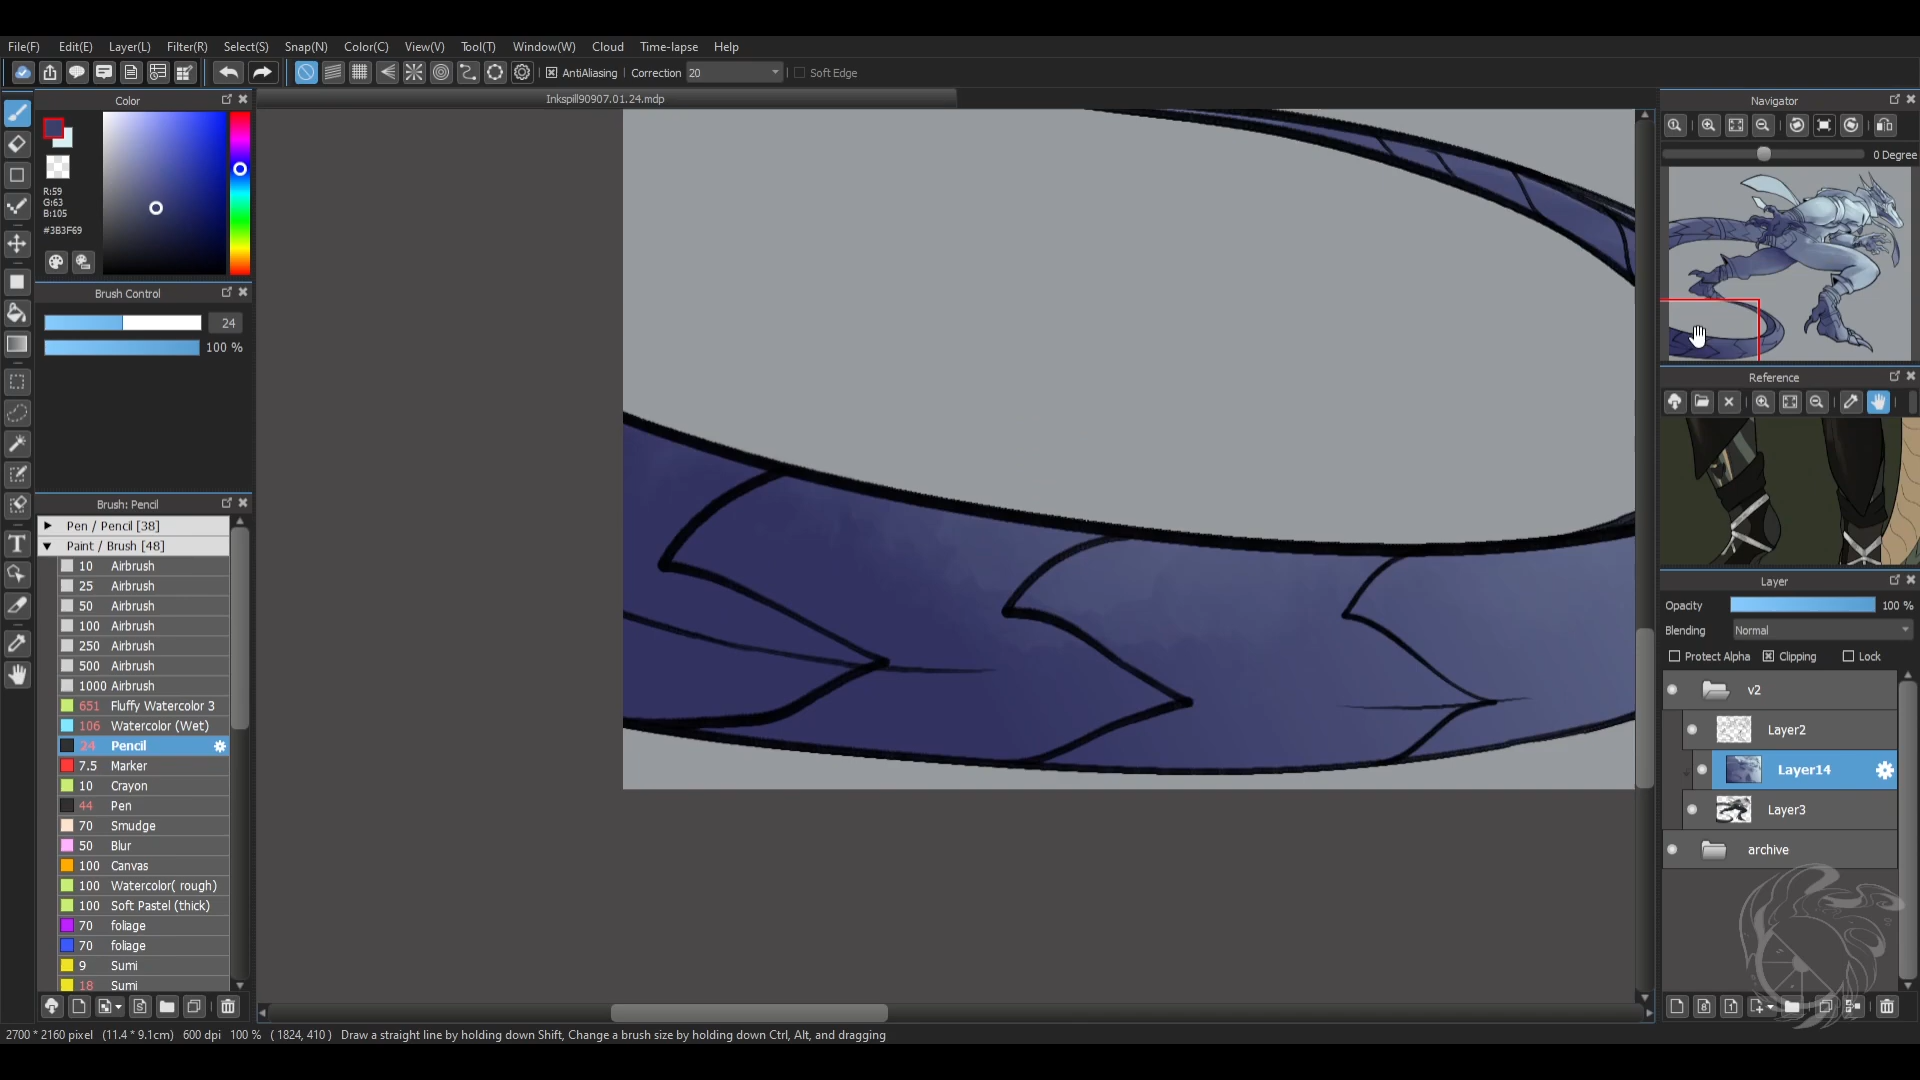 File(F) Edit(E) Layer(L) Filter(R) Select(S) Snap(N) Color(C) View(V) Tool(T) Window(W) Cloud Time-lapse Help
AntiAliasing Correction 20 Soft Edge
Color
Inkspill90907.01.24.mdp
Navigator
0 Degree
R:59
G:63
B:105
#3B3F69
Brush Control
24
100 %
Reference
Brush: Pencil
Pen / Pencil [38]
Paint / Brush [48]
10 Airbrush
25 Airbrush
50 Airbrush
100 Airbrush
250 Airbrush
500 Airbrush
1000 Airbrush
651 Fluffy Watercolor 3
106 Watercolor (Wet)
24 Pencil
7.5 Marker
10 Crayon
44 Pen
70 Smudge
50 Blur
100 Canvas
100 Watercolor( rough)
100 Soft Pastel (thick)
70 foliage
70 foliage
9 Sumi
18 Sumi
Layer
Opacity 100 %
Blending Normal
Protect Alpha Clipping Lock
v2
Layer2
Layer14
Layer3
archive
2700 * 2160 pixel (11.4 * 9.1cm) 600 dpi 100 % ( 1824, 410 ) Draw a straight line by holding down Shift, Change a brush size by holding down Ctrl, Alt, and dragging